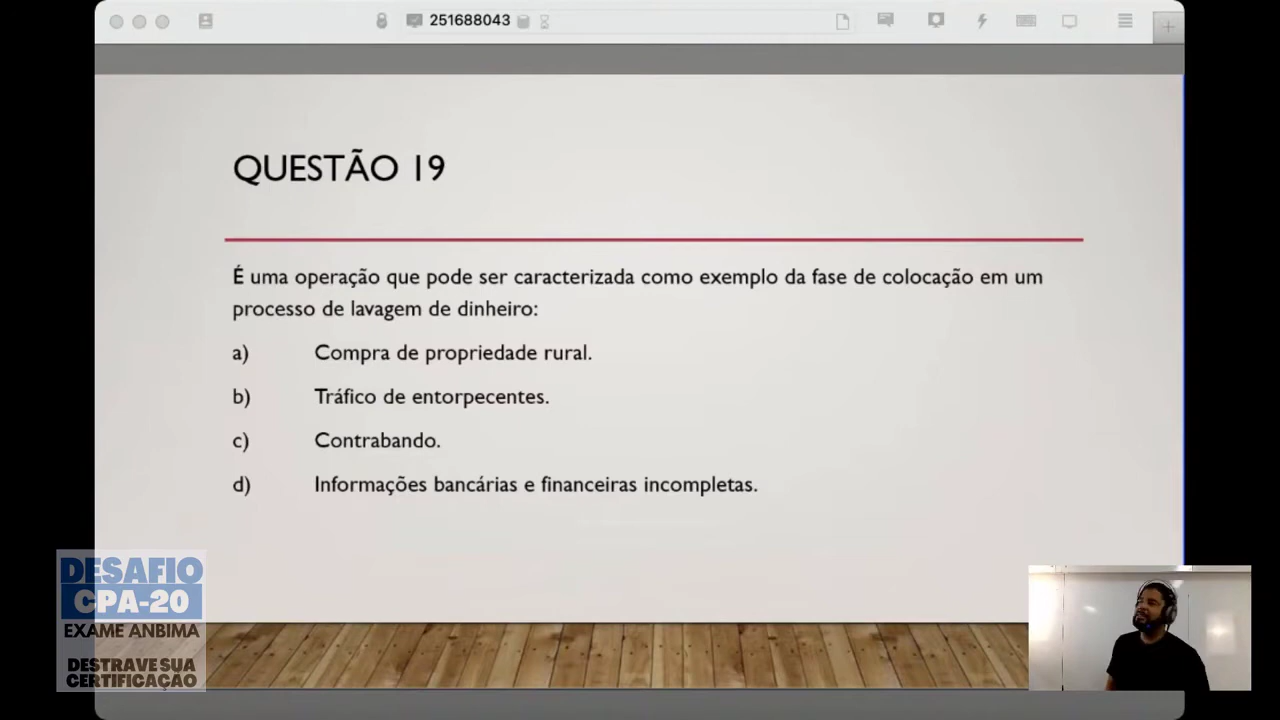 251688043
QUESTÃO 19
É uma operação que pode ser caracterizada como exemplo da fase de colocação em um
processo de lavagem de dinheiro:
a) Compra de propriedade rural.
b) Tráfico de entorpecentes.
c) Contrabando.
d) Informações bancárias e financeiras incompletas.
DESAFIO
CPA-20
EXAME ANBIMA
DESTRAVE SUA
CERTIFICAÇÃO